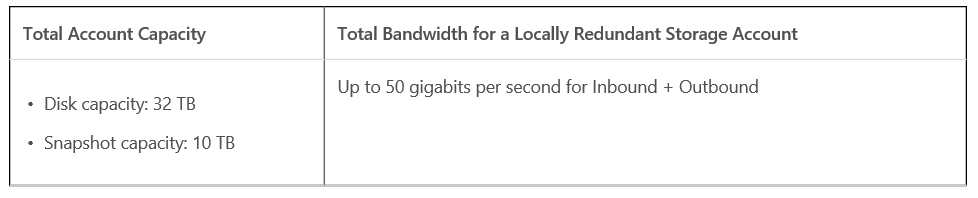 Total Account Capacity
Total Bandwidth for a Locally Redundant Storage Account
• Disk capacity: 32 TB
• Snapshot capacity: 10 TB
Up to 50 gigabits per second for Inbound + Outbound